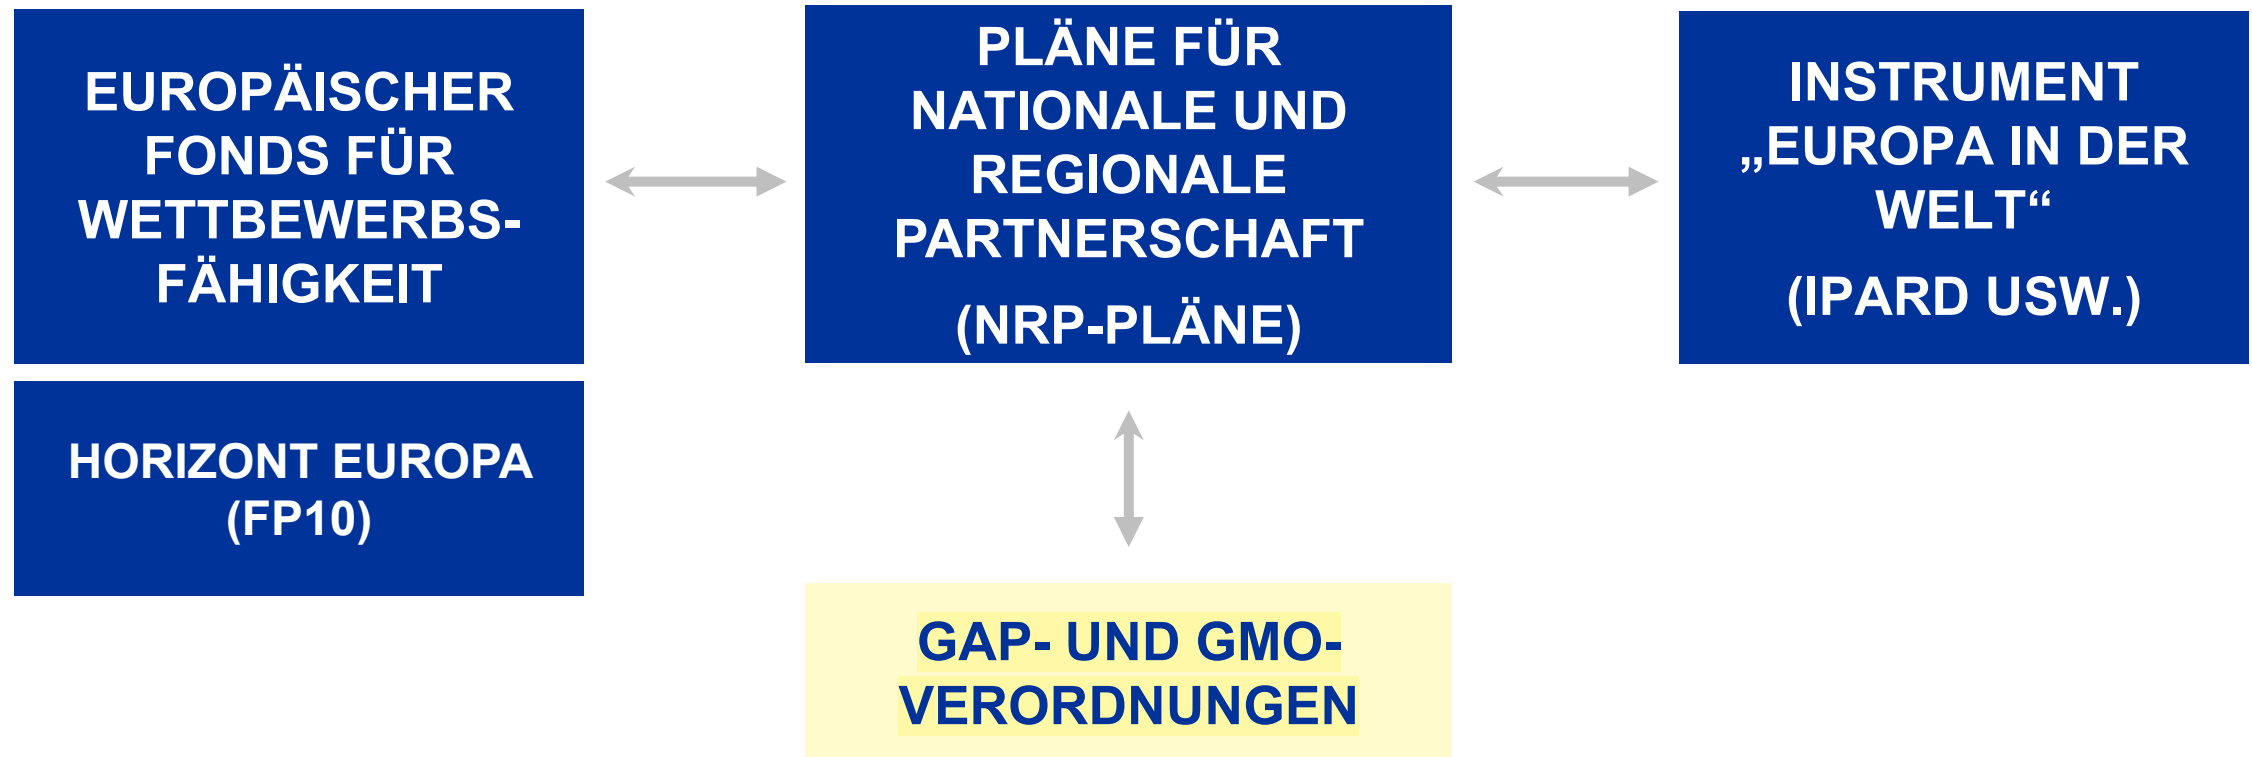 EUROPÄISCHER
FONDS FÜR
WETTBEWERBS-
FÄHIGKEIT
HORIZONT EUROPA
(FP10)
PLÄNE FÜR
NATIONALE UND
REGIONALE
PARTNERSCHAFT
(NRP-PLÄNE)
GAP- UND GMO-
VERORDNUNGEN
INSTRUMENT
„EUROPA IN DER
WELT“
(IPARD USW.)